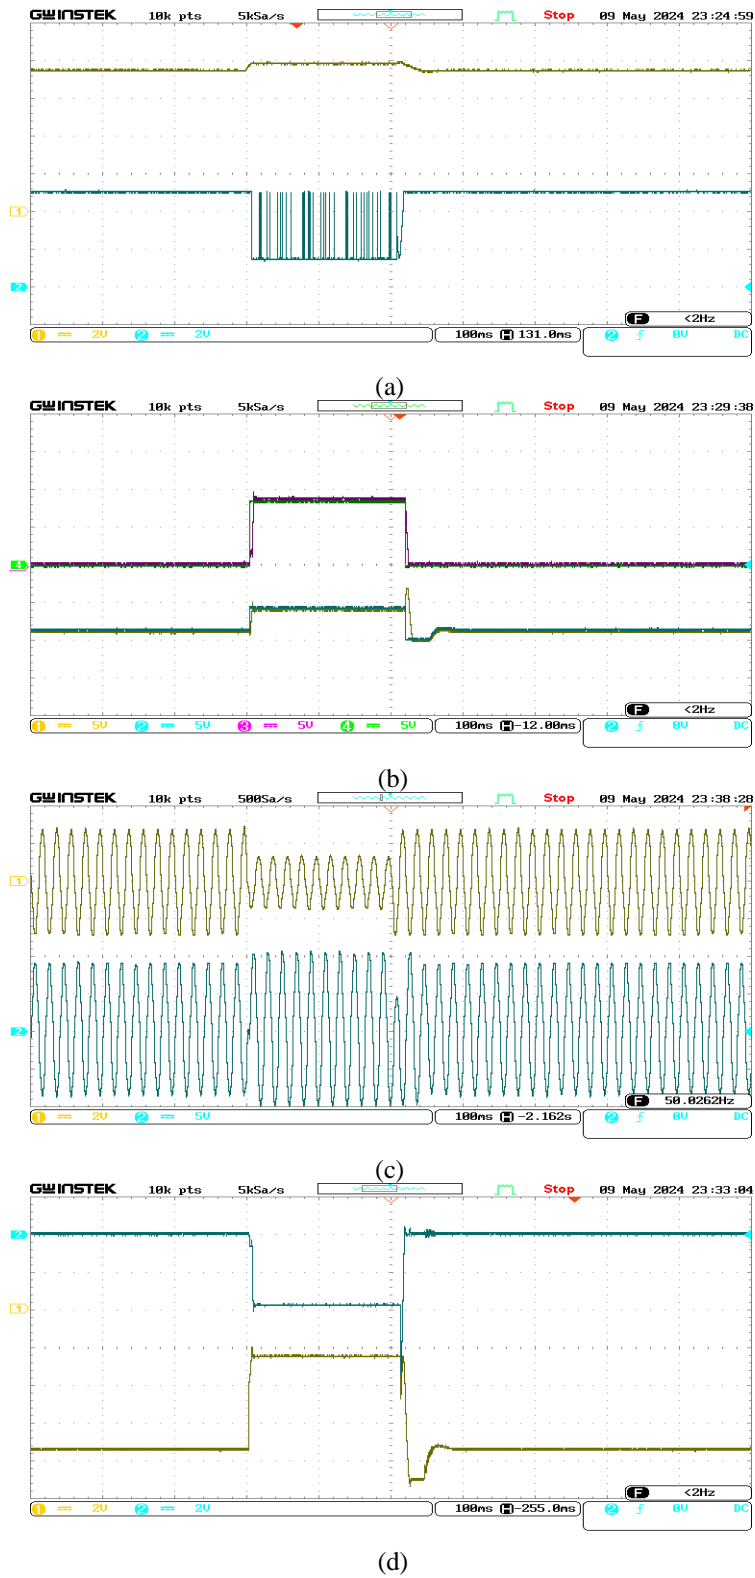 GWINSTEK 10k pts 5kSa/s Stop 09 May 2024 23:24:59
1
2
F <2Hz
1 2V 2 2V 100ms H 131.0ms 2 0V DC
(a)
GWINSTEK 10k pts 5kSa/s Stop 09 May 2024 23:29:38
4
F <2Hz
1 5V 2 5V 3 5V 4 5V 100ms H -12.00ms 2 0V DC
(b)
GWINSTEK 10k pts 500Sa/s Stop 09 May 2024 23:38:28
1
2
F 50.0262Hz
1 2V 2 5V 100ms H -2.162s 2 0V DC
(c)
GWINSTEK 10k pts 5kSa/s Stop 09 May 2024 23:33:04
2
1
F <2Hz
1 2V 2 2V 100ms H -255.0ms 2 0V DC
(d)